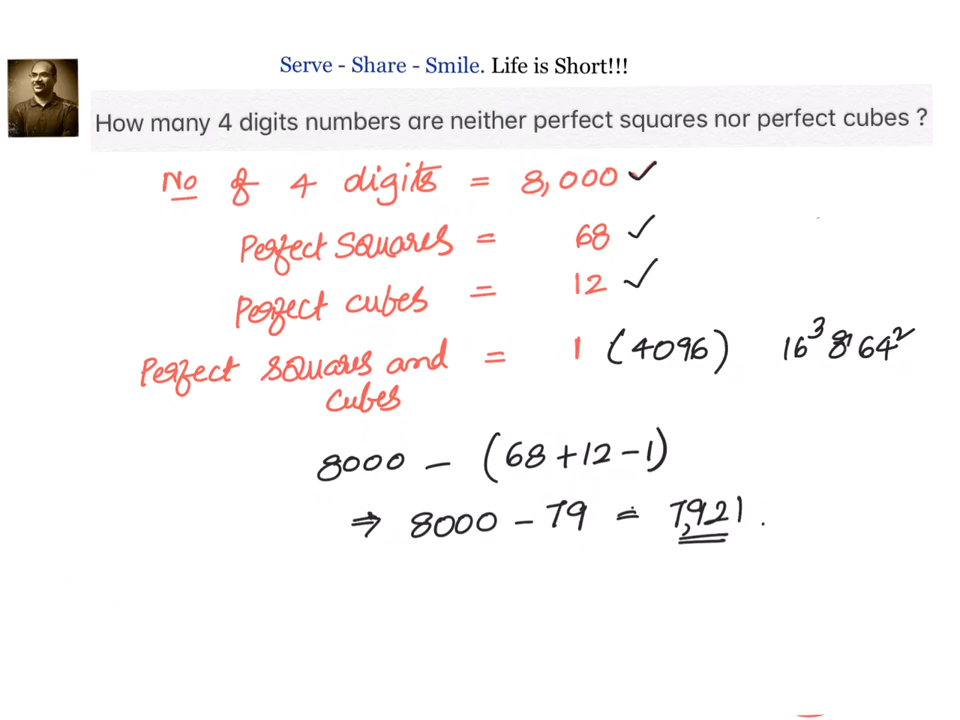 Serve - Share - Smile. Life is Short!!!
How many 4 digits numbers are neither perfect squares nor perfect cubes ?
No of 4 digits = 8,000 ✓
Perfect Squares = 68 ✓
Perfect cubes = 12 ✓
Perfect squares and = 1 (4096) 16³ & 64²
cubes
8000 - (68+12-1)
⇒ 8000 - 79 = 7,921.